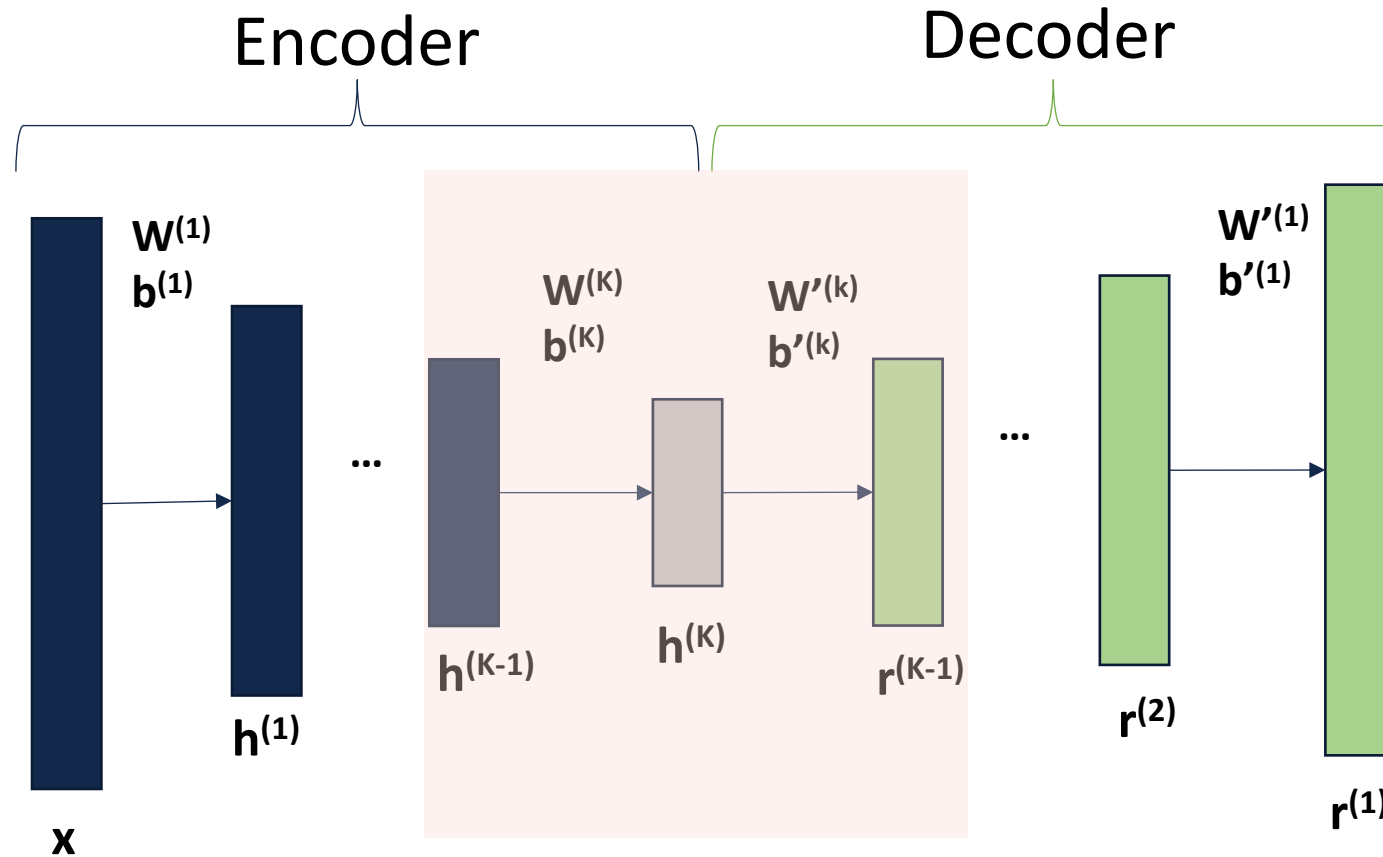 Encoder
Decoder
W(1)
b(1)
W(K)
b(K)
W’(k)
b’(k)
W’(1)
b’(1)
...
...
x
h(1)
h(K-1)
h(K)
r(K-1)
r(2)
r(1)